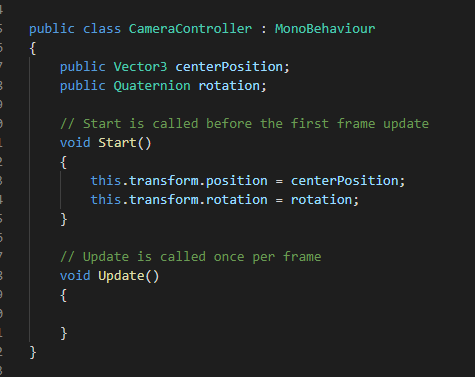 public class CameraController : MonoBehaviour
{
    public Vector3 centerPosition;
    public Quaternion rotation;

    // Start is called before the first frame update
    void Start()
    {
        this.transform.position = centerPosition;
        this.transform.rotation = rotation;
    }

    // Update is called once per frame
    void Update()
    {

    }
}